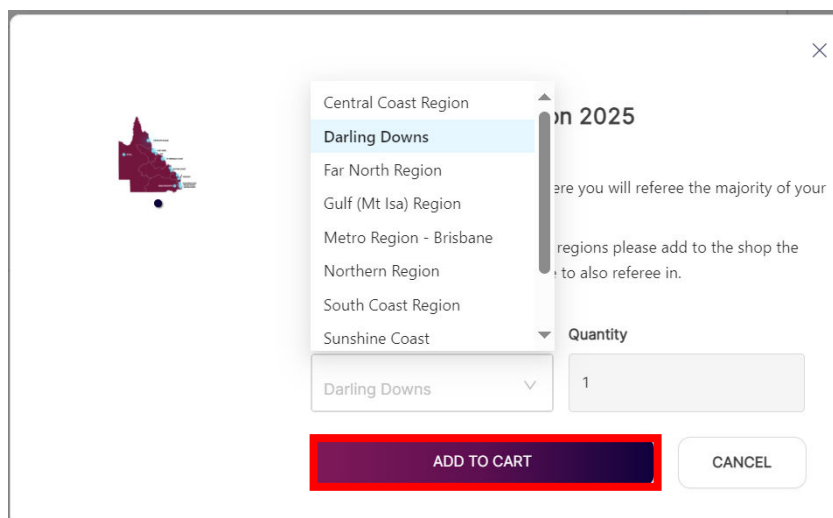 on 2025
Central Coast Region
Darling Downs
Far North Region
ere you will referee the majority of your
Gulf (Mt Isa) Region
Metro Region - Brisbane
regions please add to the shop the
Northern Region
to also referee in.
South Coast Region
Sunshine Coast
Quantity
Darling Downs
1
ADD TO CART
CANCEL